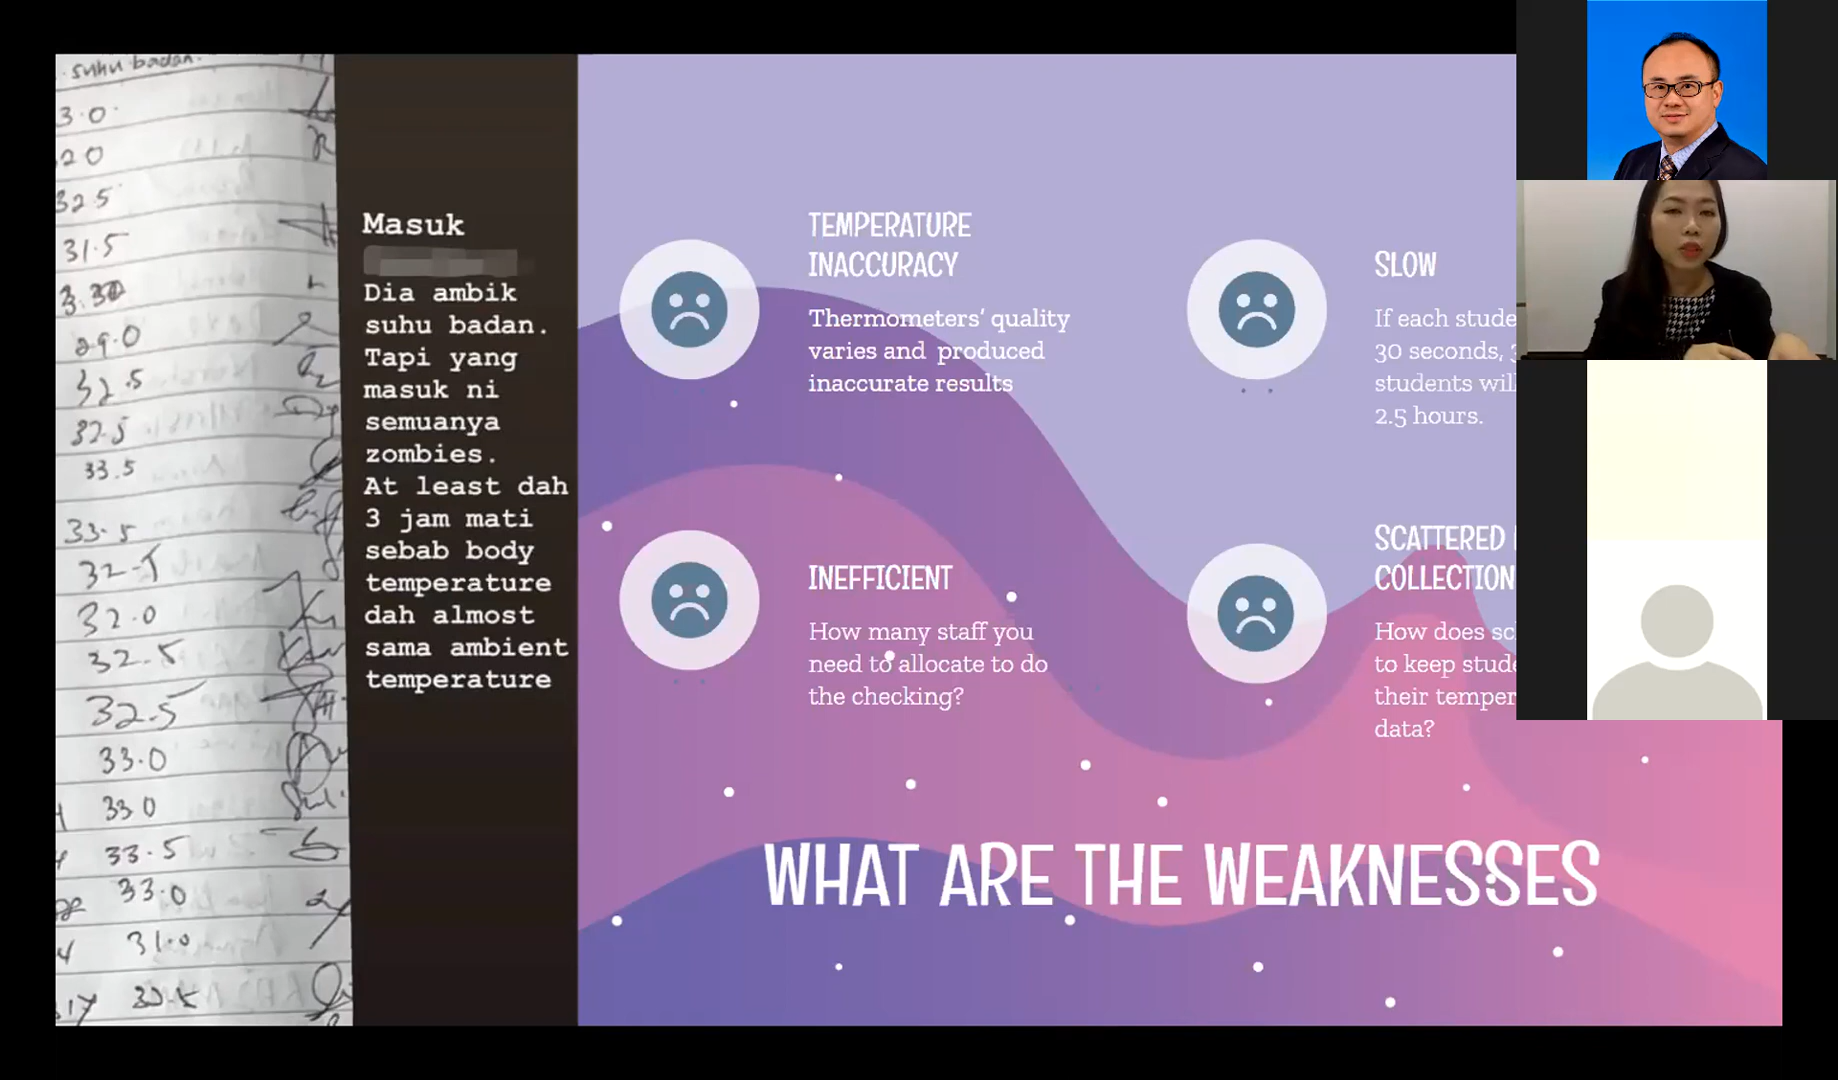 suhu badan.
3.0
20
32.5
31.5
29.0
32.5
32.5
33.5
33.5
32.5
32.0
32.5
32.5
33.0
33.0
33.5
33.0
31.0
Masuk
Dia ambik
suhu badan.
Tapi yang
masuk ni
semuanya
zombies.
At least dah
3 jam mati
sebab body
temperature
dah almost
sama ambient
temperature
TEMPERATURE
INACCURACY
Thermometers' quality
varies and produced
inaccurate results
SLOW
If each stude
30 seconds,
students wil
2.5 hours.
INEFFICIENT
How many staff you
need to allocate to do
the checking?
SCATTERED
COLLECTION
How does sc
to keep stude
their temper
data?
WHAT ARE THE WEAKNESSES